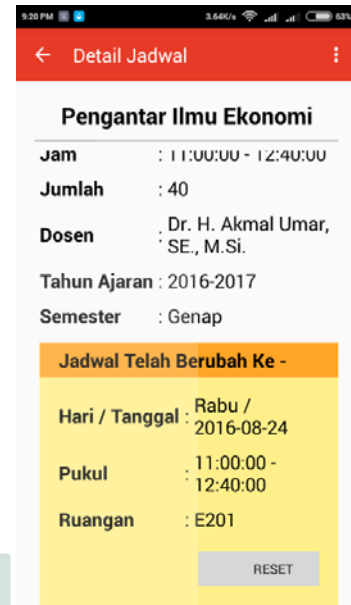 9:20 PM 3.64K/s 63%
Detail Jadwal
Pengantar Ilmu Ekonomi
Jam : 11:00:00 - 12:40:00
Jumlah : 40
Dosen : Dr. H. Akmal Umar,
SE., M.Si.
Tahun Ajaran : 2016-2017
Semester : Genap
Jadwal Telah Berubah Ke -
Hari / Tanggal : Rabu /
2016-08-24
Pukul : 11:00:00 -
12:40:00
Ruangan : E201
RESET